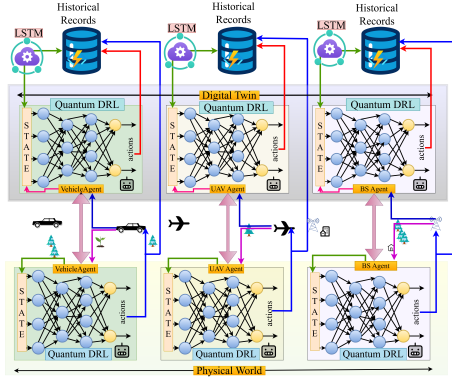 Historical
Records
Historical
Records
Historical
Records
LSTM
LSTM
LSTM
Digital Twin
Quantum DRL
Quantum DRL
Quantum DRL
STATE
actions
STATE
actions
STATE
actions
VehicleAgent
UAV Agent
BS Agent
VehicleAgent
UAV Agent
BS Agent
STATE
actions
STATE
actions
STATE
actions
Quantum DRL
Quantum DRL
Quantum DRL
Physical World